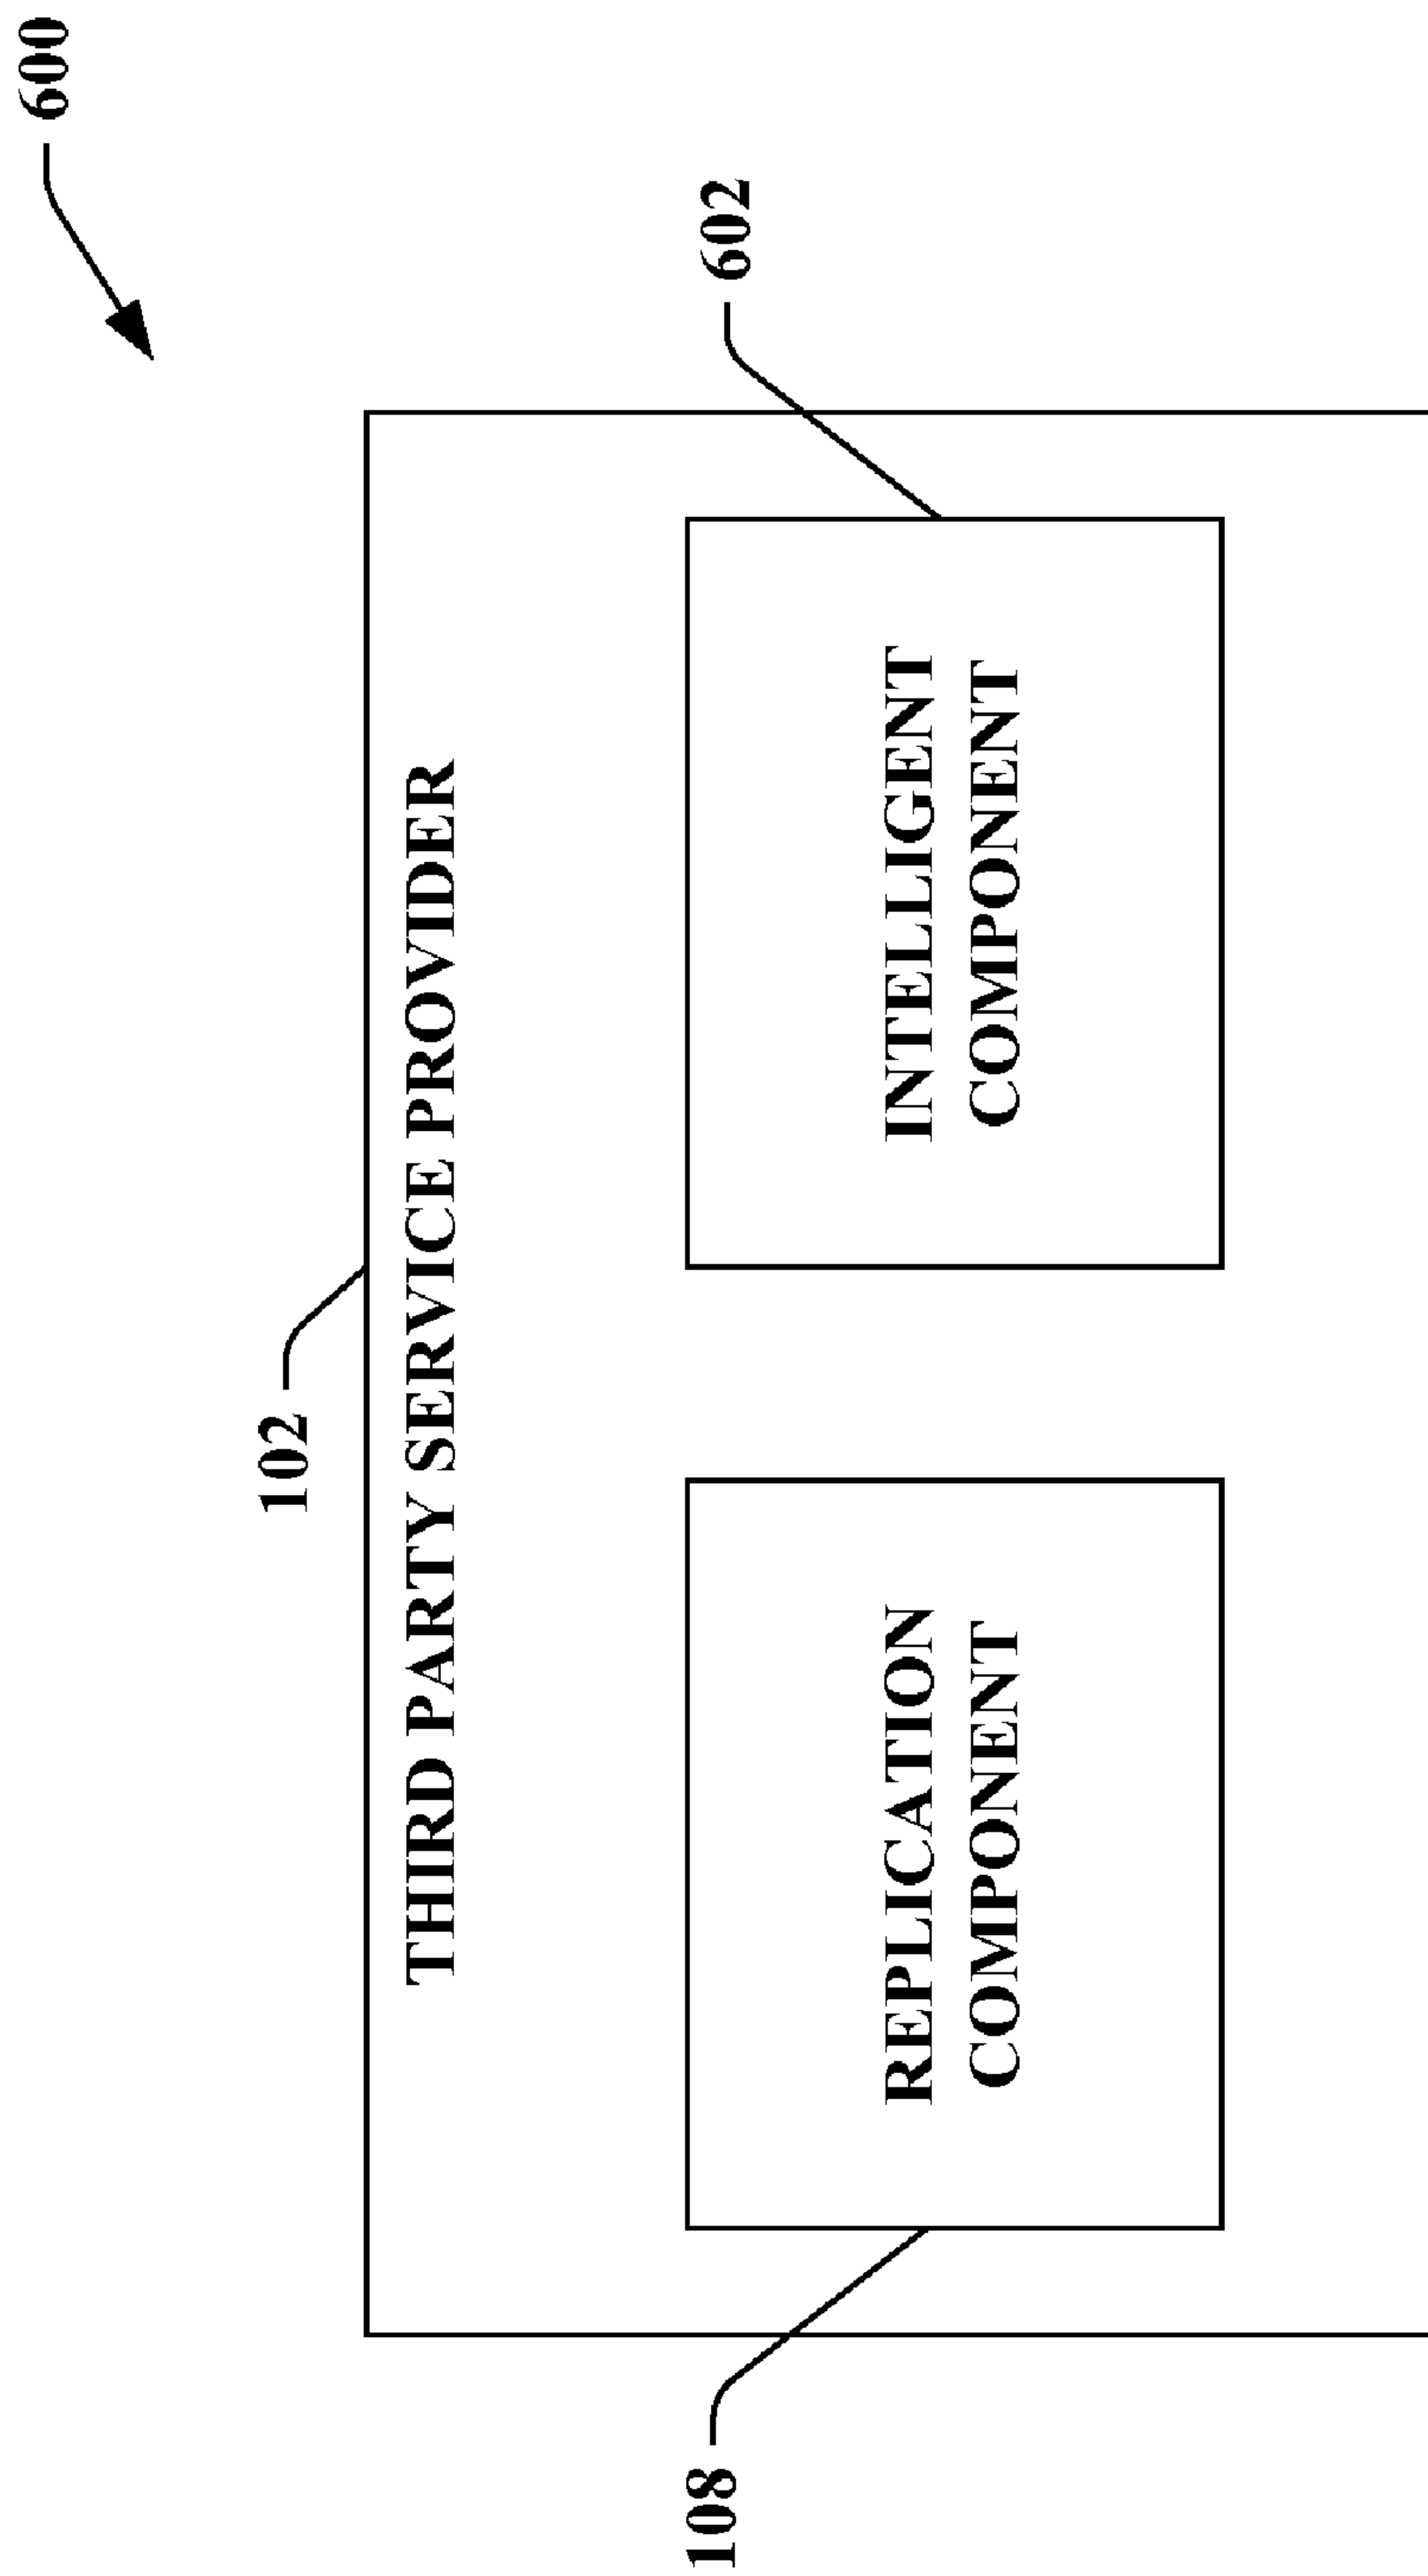 600
102
THIRD PARTY SERVICE PROVIDER
108
602
REPLICATION
COMPONENT
INTELLIGENT
COMPONENT